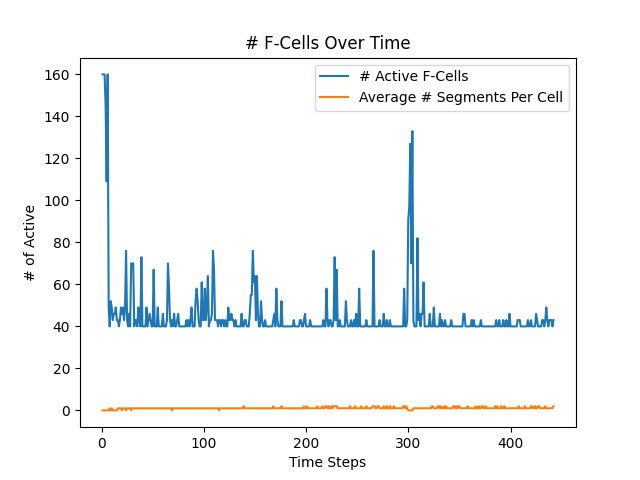 # F-Cells Over Time
# Active F-Cells
Average # Segments Per Cell
# of Active
160
140
120
100
80
60
40
20
0
0 100 200 300 400
Time Steps